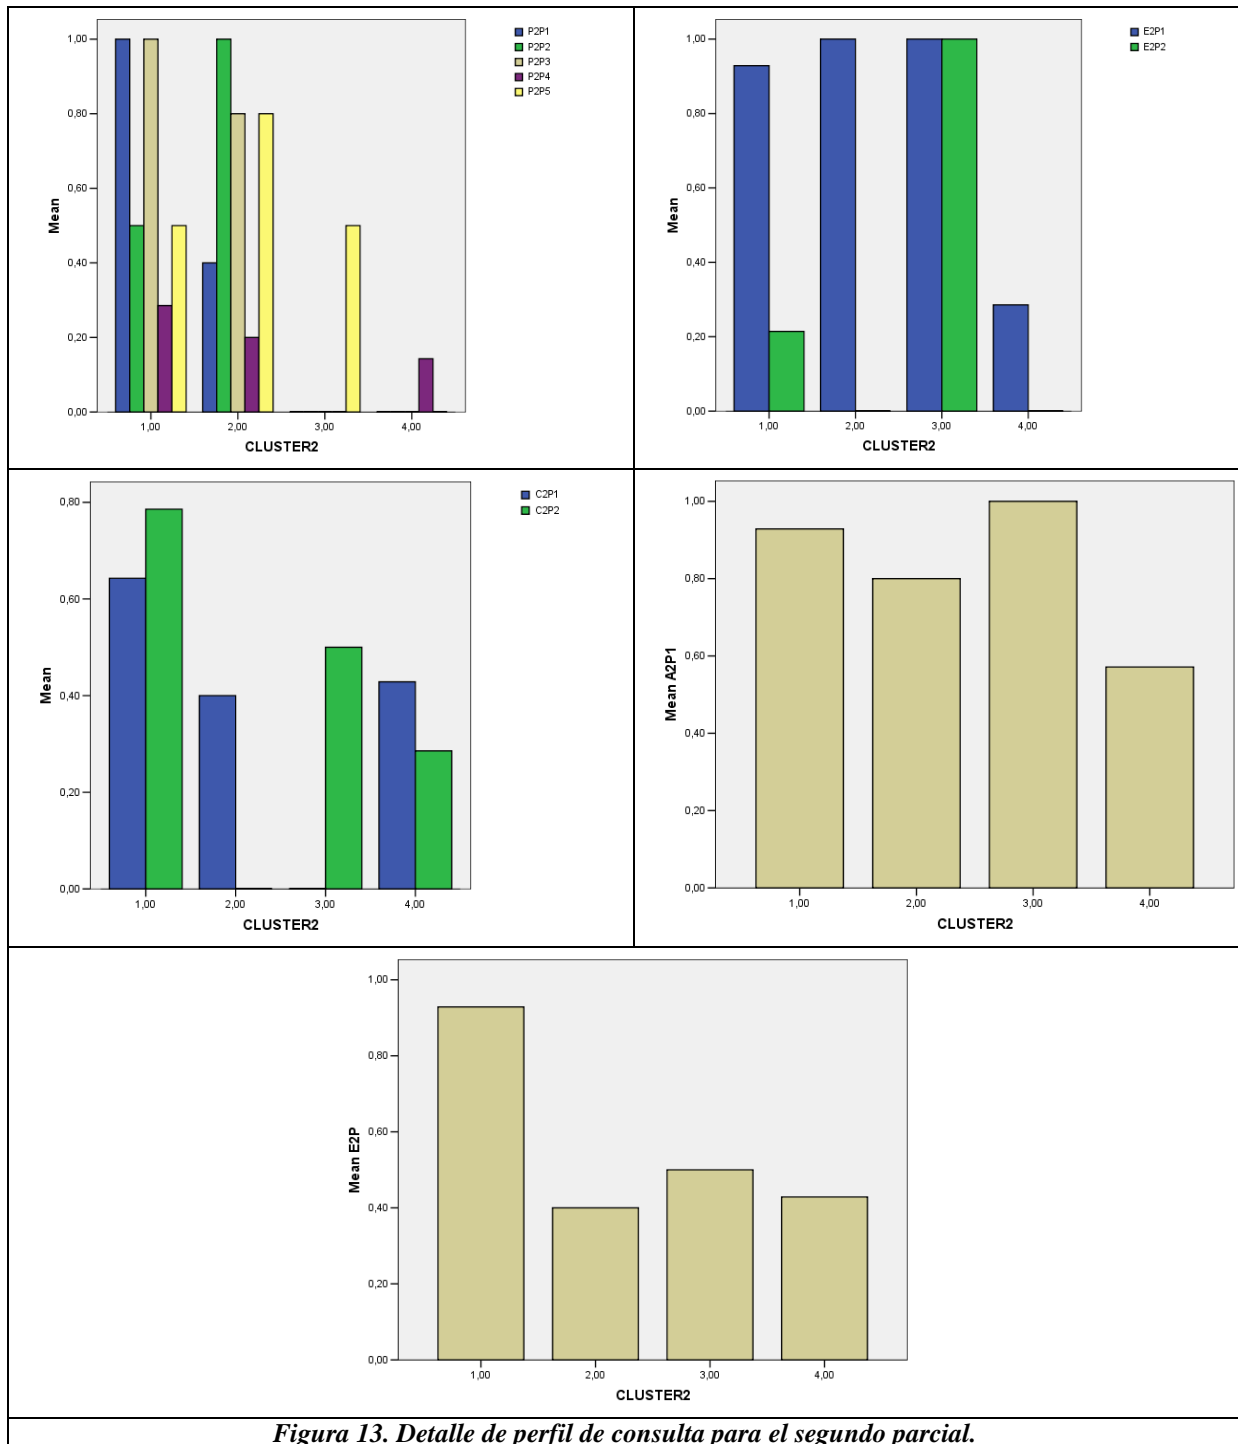 1,00
0,80
0,60
0,40
0,20
0,00
Mean
1,00 2,00 3,00 4,00
CLUSTER2
P2P1
P2P2
P2P3
P2P4
P2P5
1,00
0,80
0,60
0,40
0,20
0,00
Mean
1,00 2,00 3,00 4,00
CLUSTER2
E2P1
E2P2
0,80
0,60
0,40
0,20
0,00
Mean
1,00 2,00 3,00 4,00
CLUSTER2
C2P1
C2P2
1,00
0,80
0,60
0,40
0,20
0,00
Mean A2P1
1,00 2,00 3,00 4,00
CLUSTER2
1,00
0,80
0,60
0,40
0,20
0,00
Mean E2P
1,00 2,00 3,00 4,00
CLUSTER2
Figura 13. Detalle de perfil de consulta para el segundo parcial.